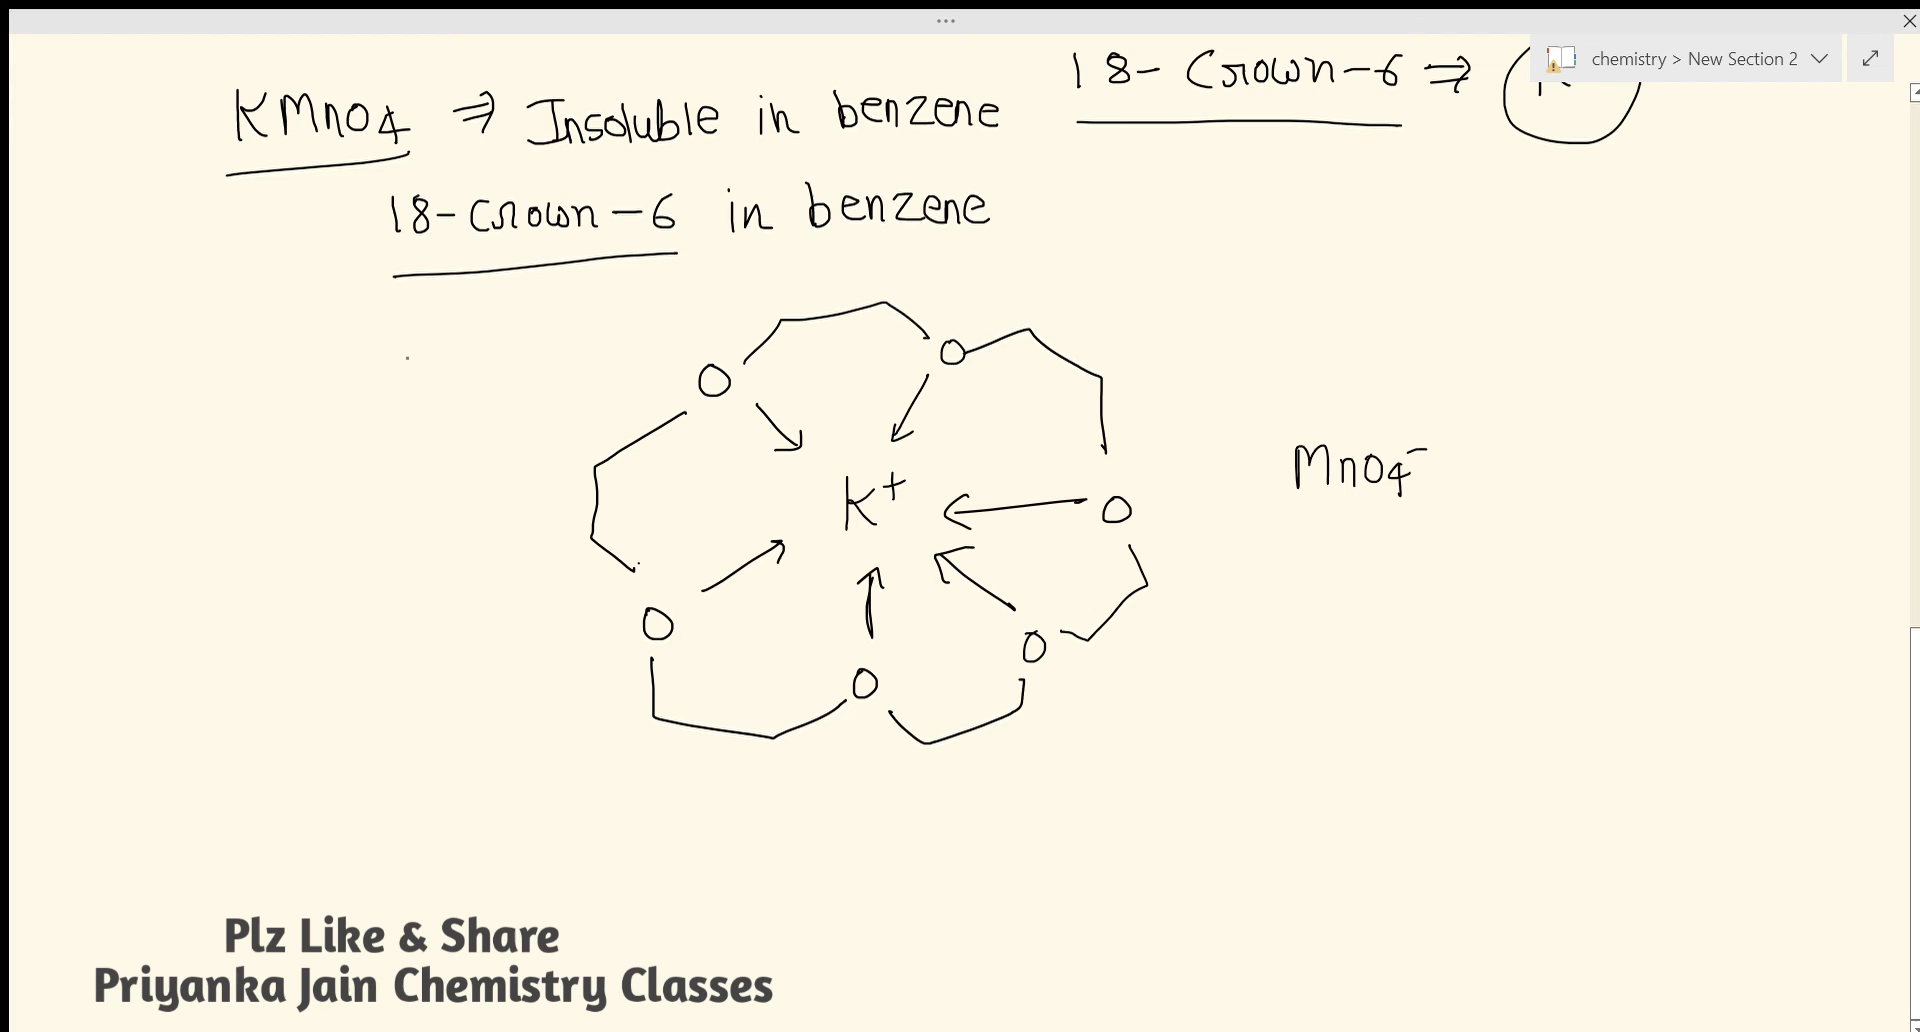 18-Crown-6 ⇒
chemistry > New Section 2
KMnO4 ⇒ Insoluble in benzene
18-crown-6 in benzene
O
O
K+
MnO4-
O
O
O
O
Plz Like & Share
Priyanka Jain Chemistry Classes